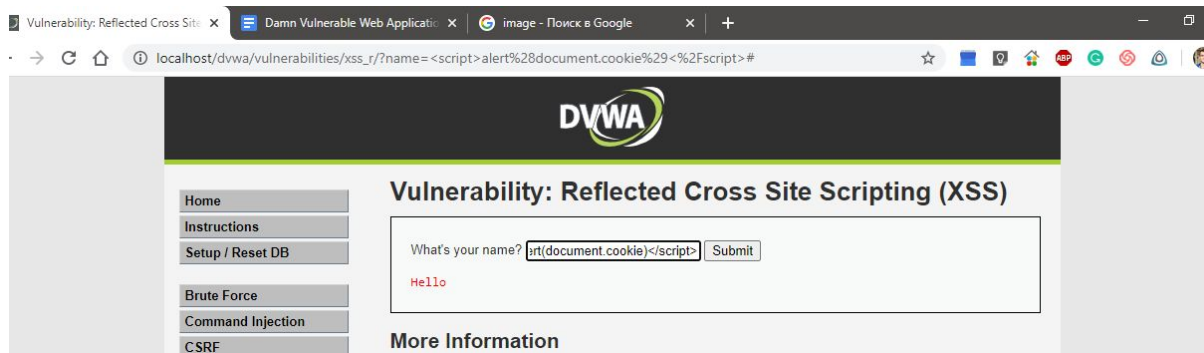 Vulnerability: Reflected Cross Site
Damn Vulnerable Web Applicatio
image - Поиск в Google
localhost/dvwa/vulnerabilities/xss_r/?name=<script>alert%28document.cookie%29<%2Fscript>#
ABP
DVWA
Home
Instructions
Setup / Reset DB
Brute Force
Command Injection
CSRF
Vulnerability: Reflected Cross Site Scripting (XSS)
What's your name? ert(document.cookie)</script> Submit
Hello
More Information